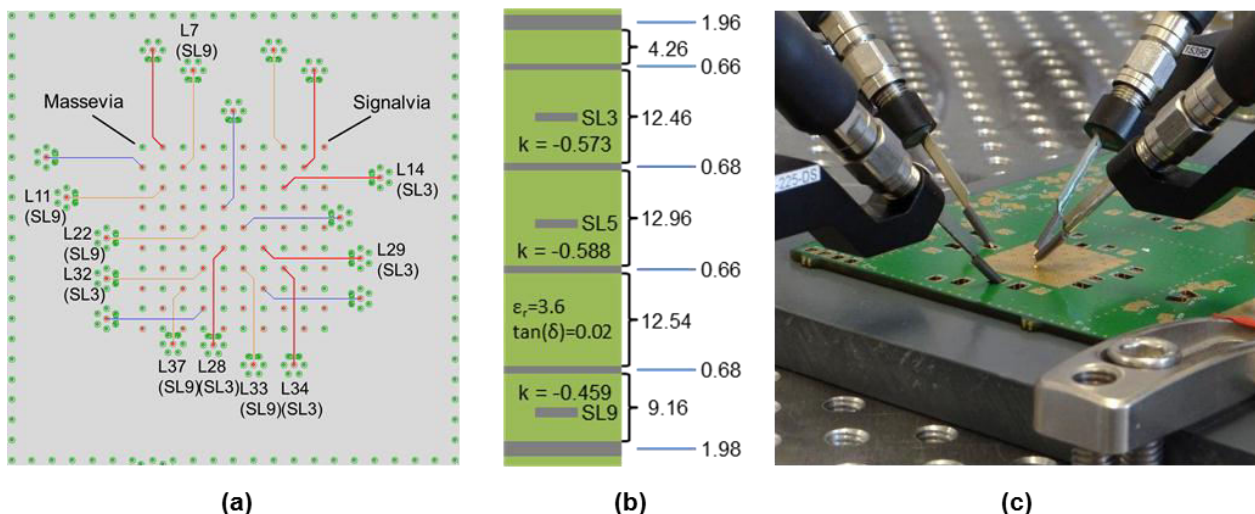 L7
(SL9)
Massevia
Signalvia
L14
(SL3)
L11
(SL9)
L22
(SL9)
L32
(SL3)
L29
(SL3)
L37
(SL9)
L28
(SL3)
L33
(SL9)
L34
(SL3)
1.96
4.26
0.66
SL3
12.46
k = -0.573
0.68
SL5
12.96
k = -0.588
0.66
εr=3.6
tan(δ)=0.02
12.54
0.68
k = -0.459
SL9
9.16
1.98
-225-DS
(a)
(b)
(c)